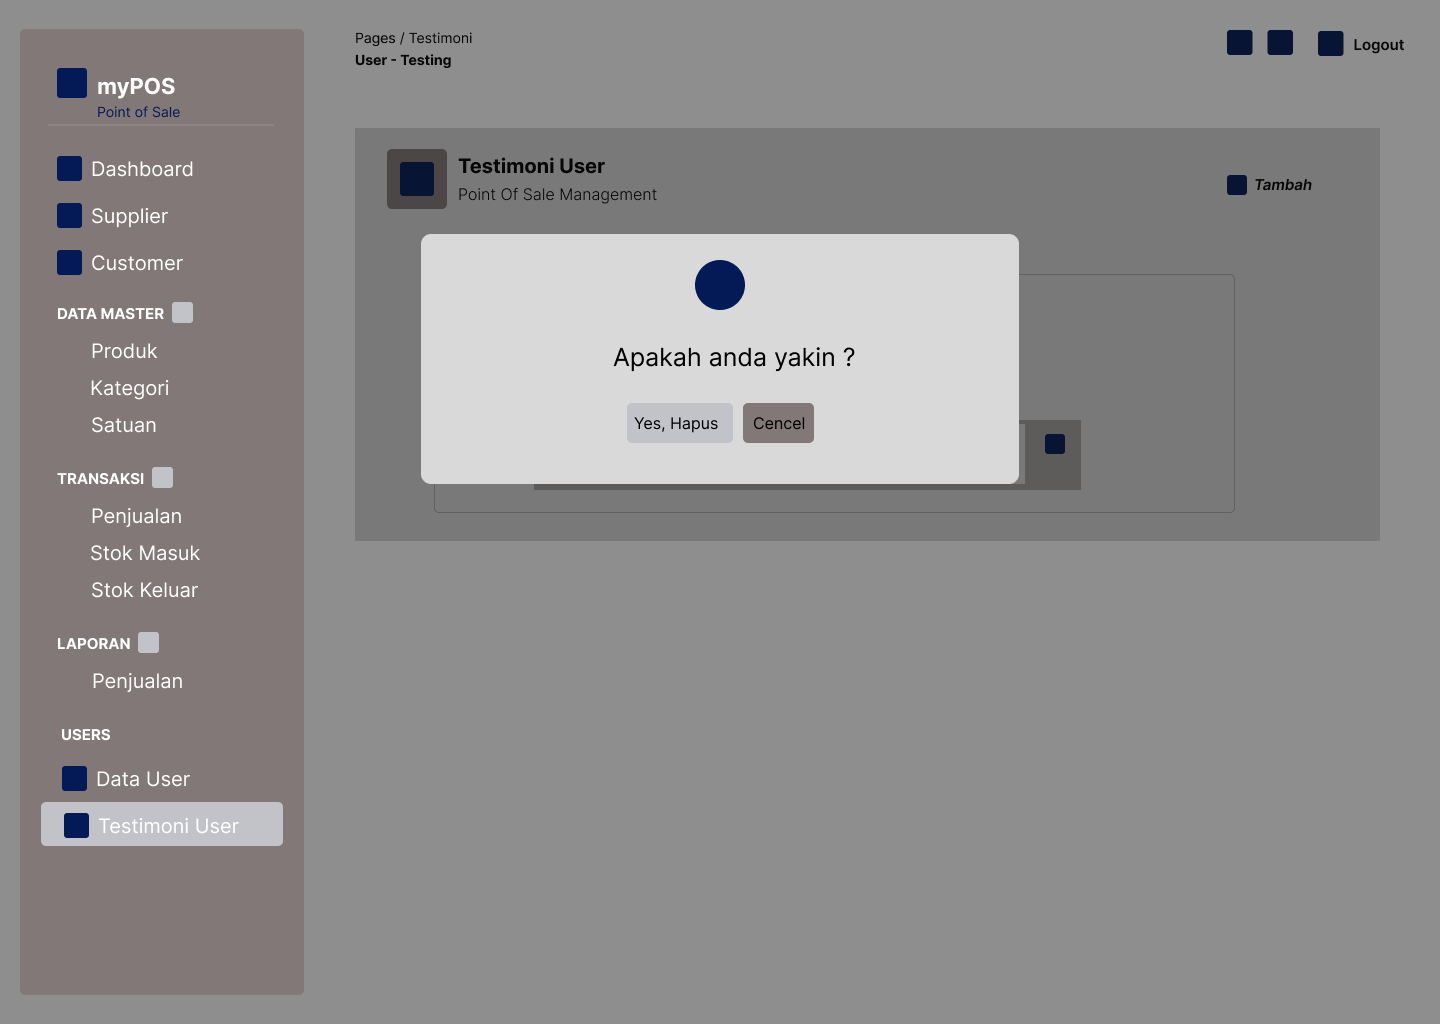 myPOS
Point of Sale
Dashboard
Supplier
Customer
DATA MASTER
Produk
Kategori
Satuan
TRANSAKSI
Penjualan
Stok Masuk
Stok Keluar
LAPORAN
Penjualan
USERS
Data User
Testimoni User
Pages / Testimoni
User - Testing
Logout
Testimoni User
Point Of Sale Management
Tambah
Apakah anda yakin ?
Yes, Hapus
Cencel